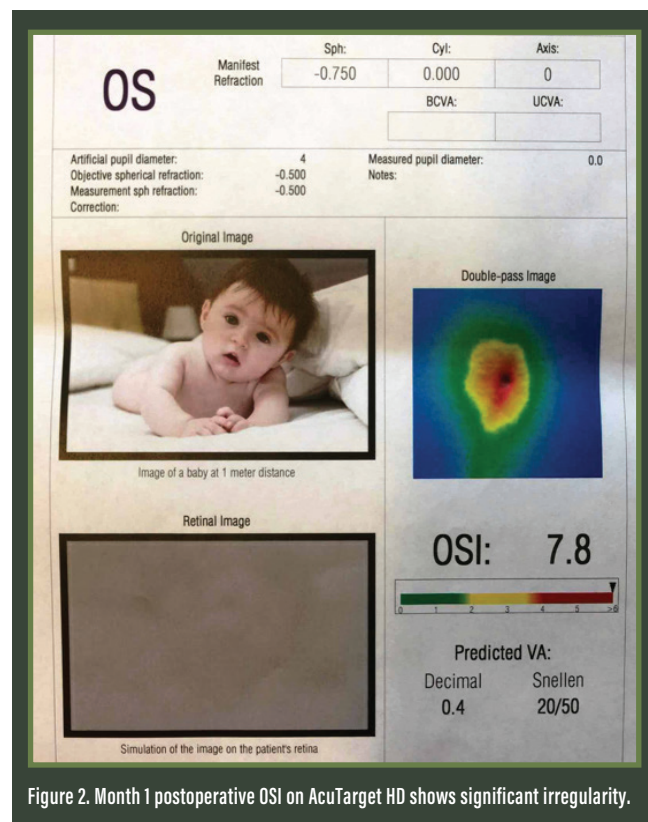 OS
Manifest
Refraction
Sph: Cyl: Axis:
-0.750 0.000 0
BCVA: UCVA:
Artificial pupil diameter: 4 Measured pupil diameter: 0.0
Objective spherical refraction: -0.500 Notes:
Measurement sph refraction: -0.500
Correction:
Original Image
Image of a baby at 1 meter distance
Retinal Image
Simulation of the image on the patient's retina
Double-pass Image
OSI: 7.8
0 1 2 3 4 5 >6
Predicted VA:
Decimal Snellen
0.4 20/50
Figure 2. Month 1 postoperative OSI on AcuTarget HD shows significant irregularity.